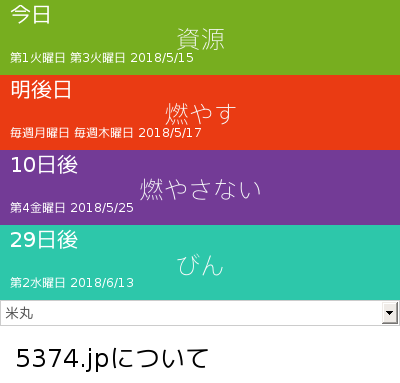 今日
資源
第1火曜日 第3火曜日 2018/5/15
明後日
燃やす
毎週月曜日 毎週木曜日 2018/5/17
10日後
燃やさない
第4金曜日 2018/5/25
29日後
びん
第2水曜日 2018/6/13
米丸
5374.jpについて